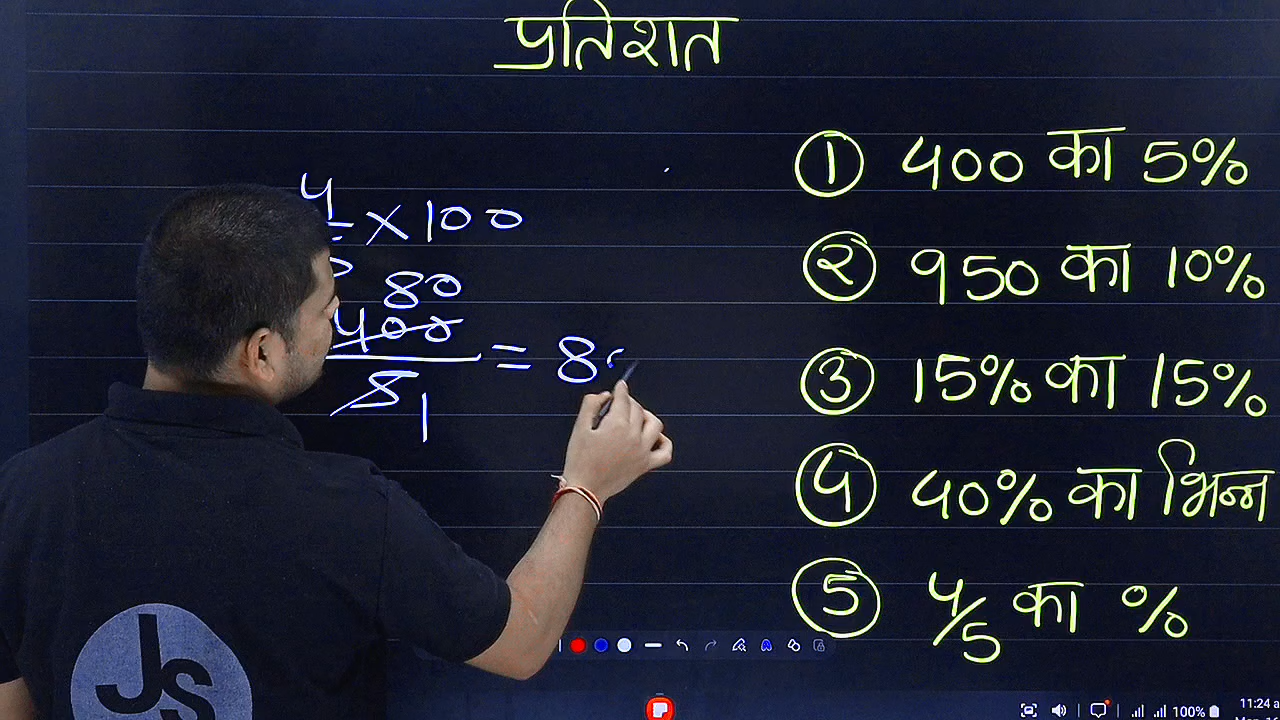 प्रतिशत
4/5 × 100
80
400/5 = 8
1
① 400 का 5%
② 950 का 10%
③ 15% का 15%
④ 40% का भिन्न
⑤ 4/5 का %
JS
100%
11:24 a